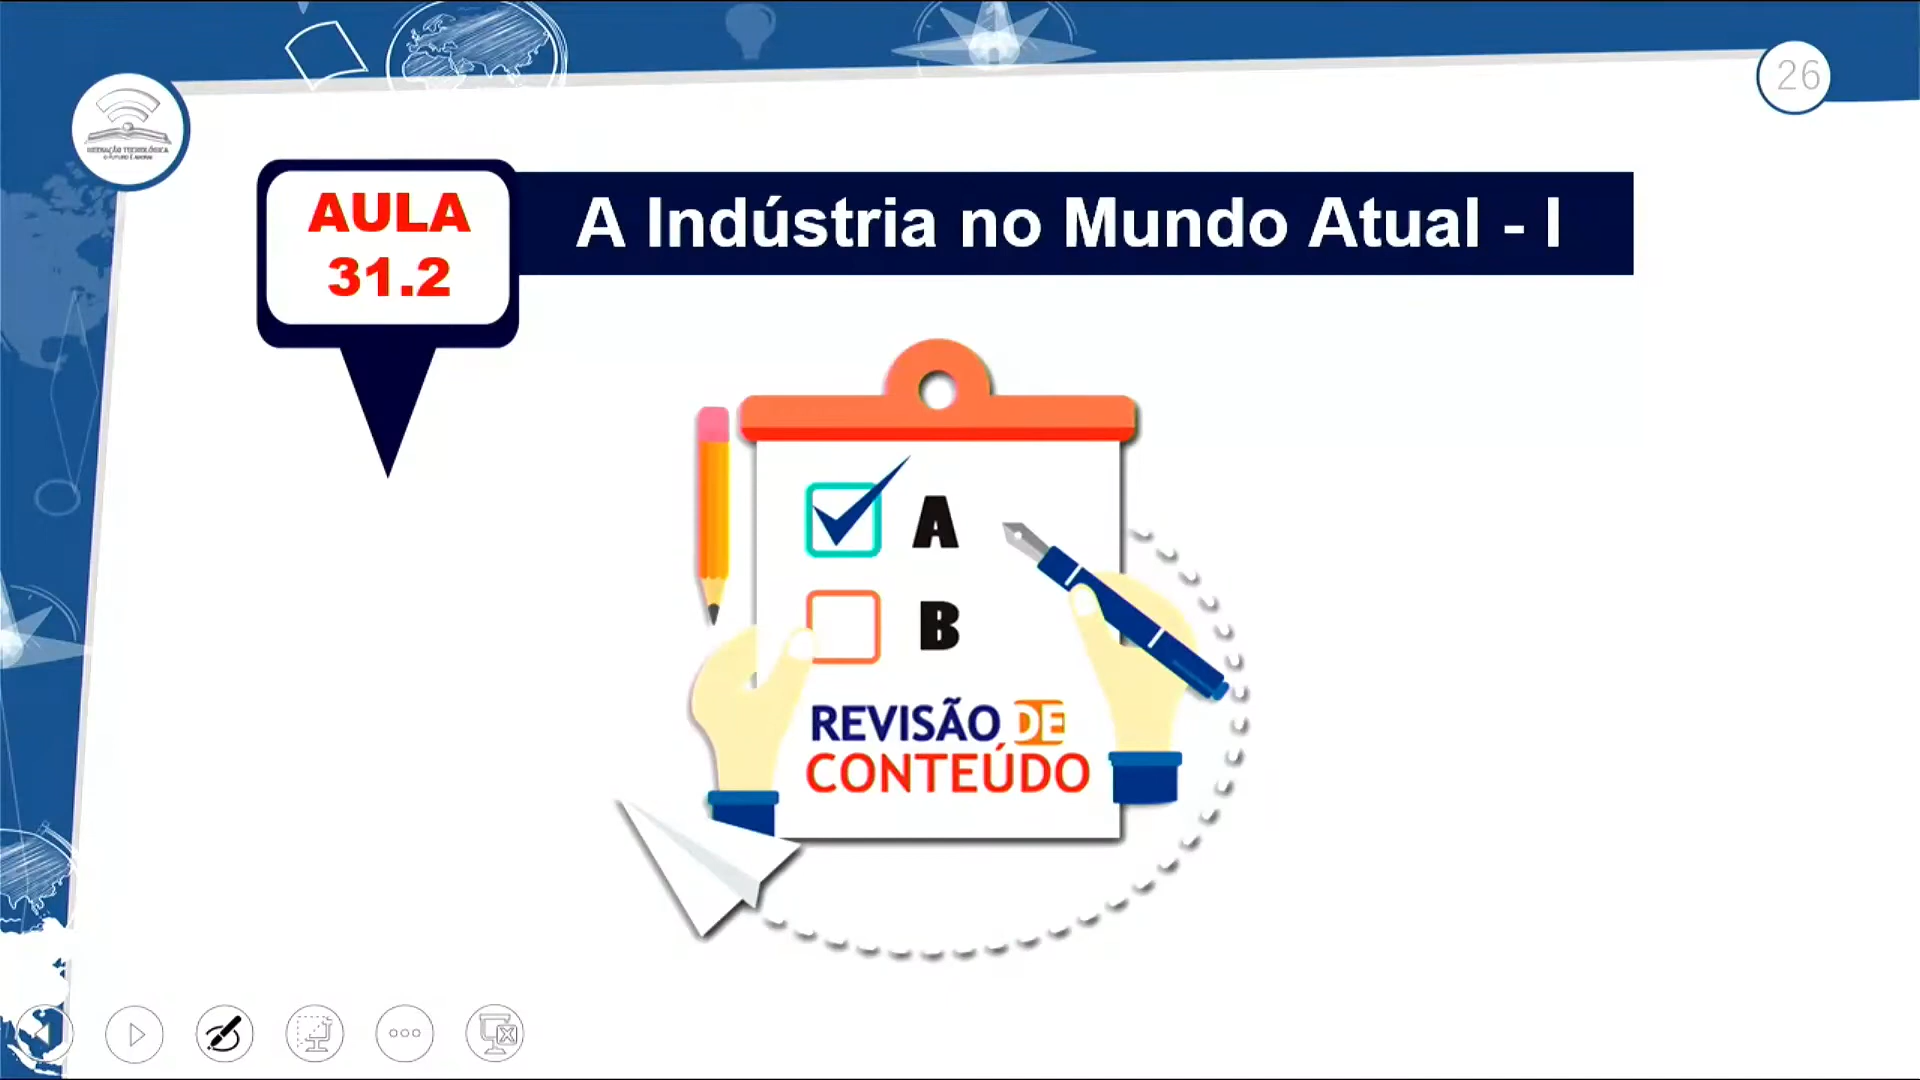 26
AULA
31.2
A Indústria no Mundo Atual - I
A
B
REVISÃO DE
CONTEÚDO